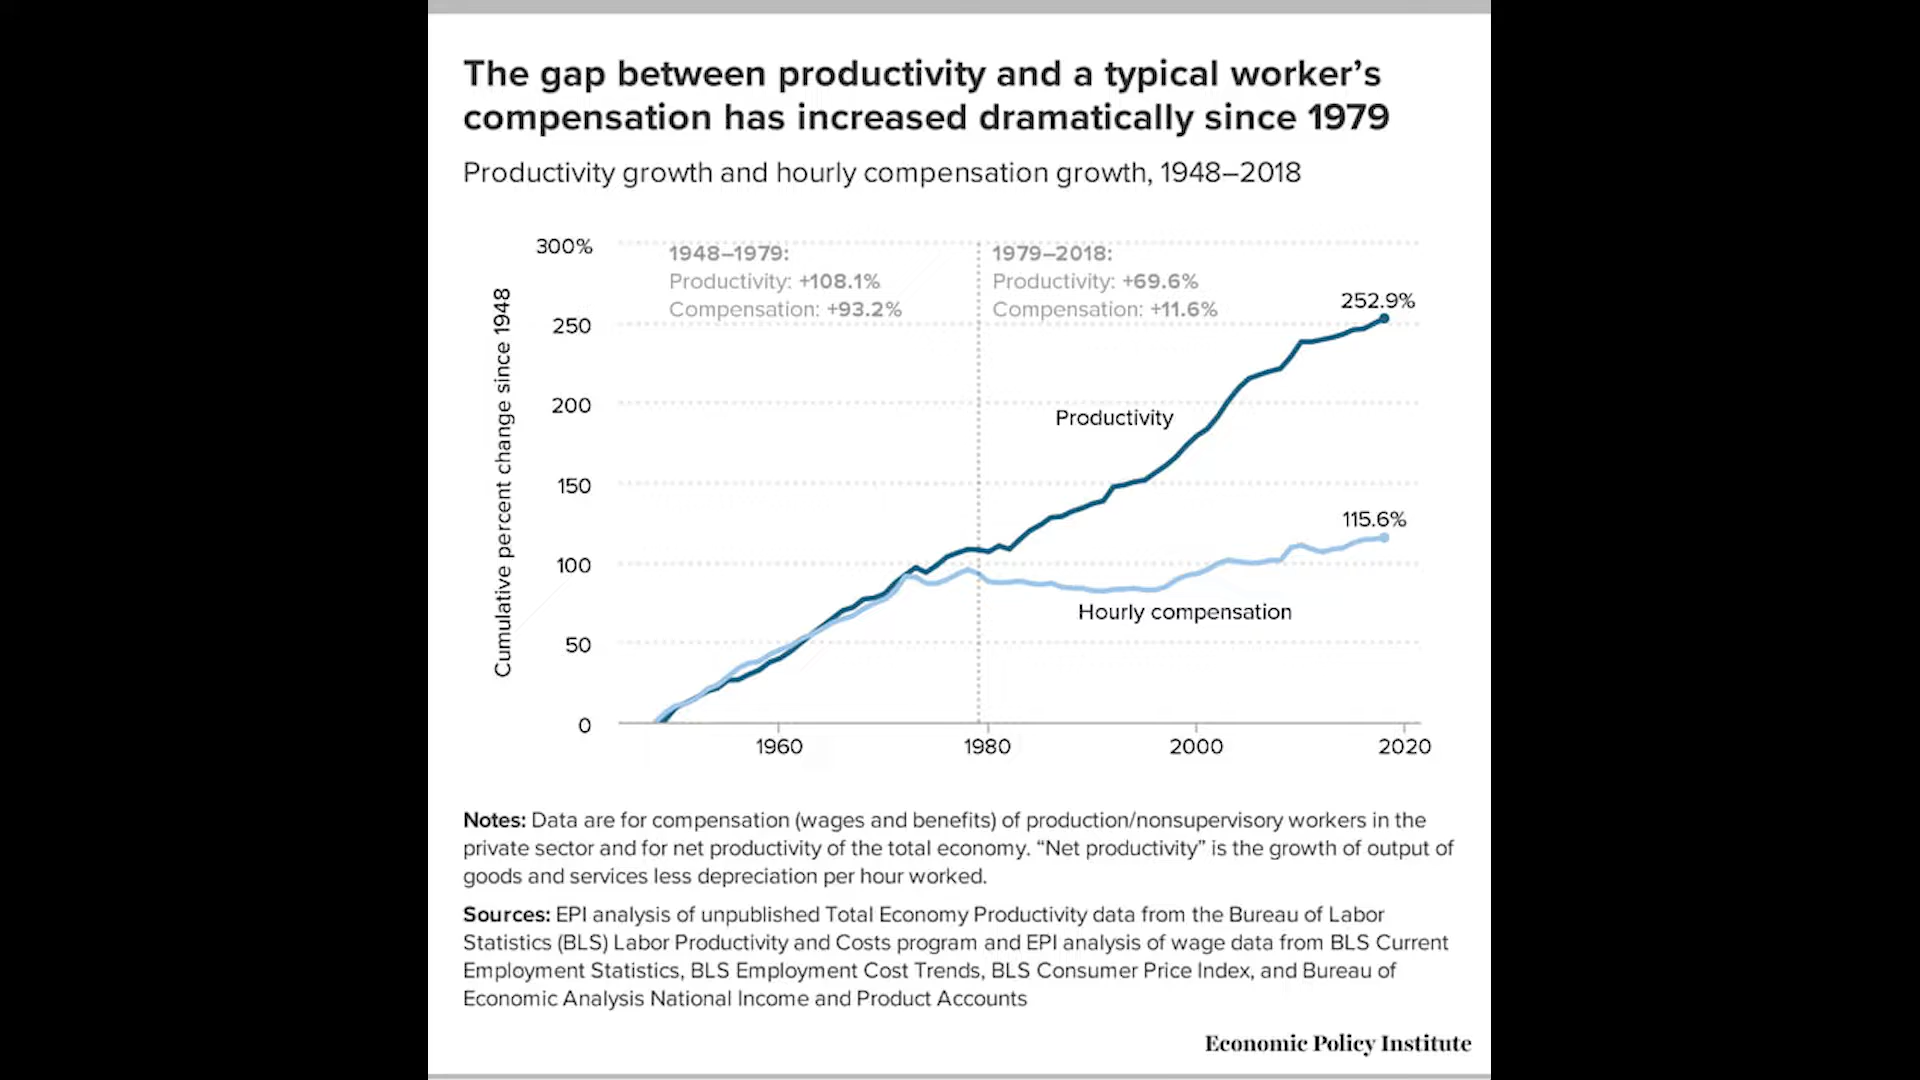 The gap between productivity and a typical worker’s
compensation has increased dramatically since 1979
Productivity growth and hourly compensation growth, 1948–2018
Cumulative percent change since 1948
300%
250
200
150
100
50
0
1948–1979:
Productivity: +108.1%
Compensation: +93.2%
1979–2018:
Productivity: +69.6%
Compensation: +11.6%
252.9%
Productivity
115.6%
Hourly compensation
1960
1980
2000
2020
Notes: Data are for compensation (wages and benefits) of production/nonsupervisory workers in the
private sector and for net productivity of the total economy. “Net productivity” is the growth of output of
goods and services less depreciation per hour worked.
Sources: EPI analysis of unpublished Total Economy Productivity data from the Bureau of Labor
Statistics (BLS) Labor Productivity and Costs program and EPI analysis of wage data from BLS Current
Employment Statistics, BLS Employment Cost Trends, BLS Consumer Price Index, and Bureau of
Economic Analysis National Income and Product Accounts
Economic Policy Institute